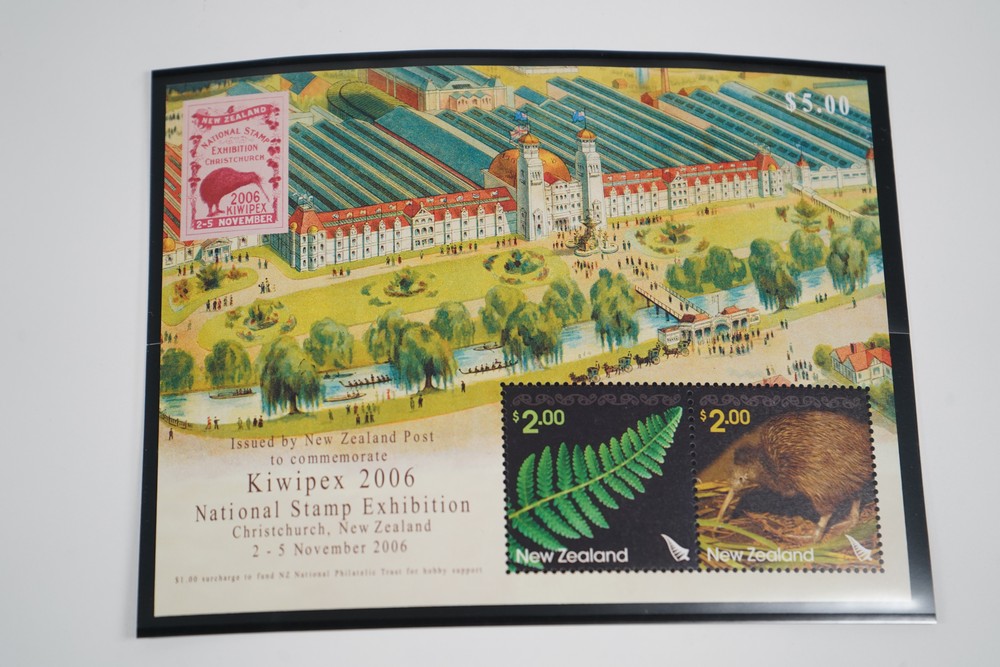 $5.00
NEW ZEALAND
NATIONAL STAMP
EXHIBITION
CHRISTCHURCH
2006
KIWIPEX
2-5 NOVEMBER
Issued by New Zealand Post
to commemorate
Kiwipex 2006
National Stamp Exhibition
Christchurch, New Zealand
2 - 5 November 2006
$1.00 surcharge to fund NZ National Philatelic Trust for hobby support
$2.00
New Zealand
$2.00
New Zealand